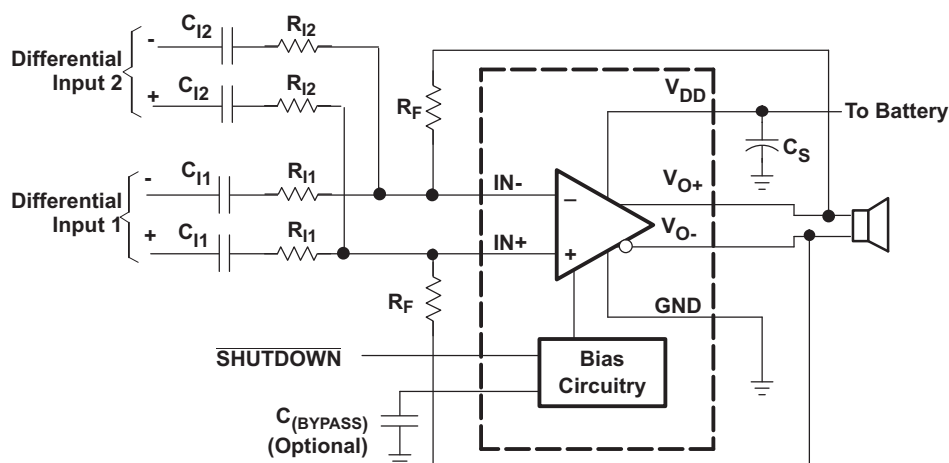 Differential
Input 2
-
+
C_I2
R_I2
C_I2
R_I2
R_F
V_DD
To Battery
C_S
Differential
Input 1
-
+
C_I1
R_I1
C_I1
R_I1
IN-
IN+
−
+
V_O+
V_O-
R_F
GND
SHUTDOWN
Bias
Circuitry
C_(BYPASS)
(Optional)